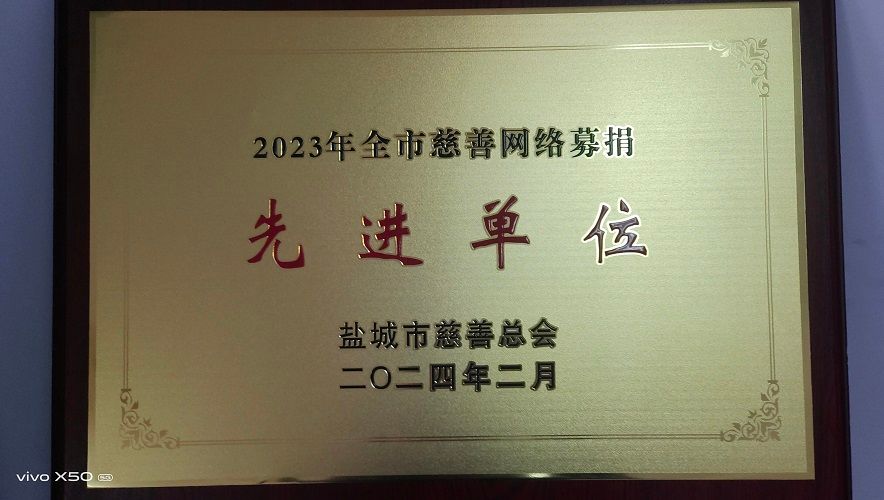 2023年全市慈善网络募捐
先进单位
盐城市慈善总会
二〇二四年二月
vivo X50 5G